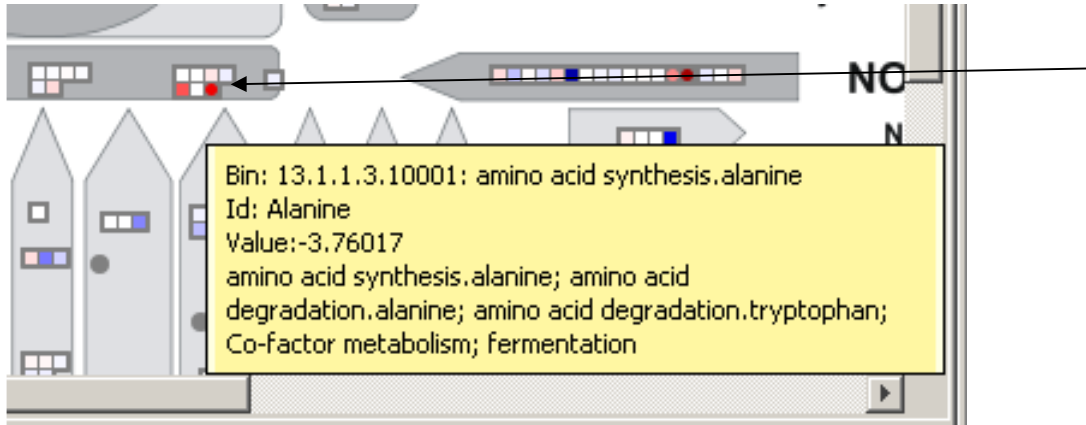 NO
N
Bin: 13.1.1.3.10001: amino acid synthesis.alanine
Id: Alanine
Value:-3.76017
amino acid synthesis.alanine; amino acid
degradation.alanine; amino acid degradation.tryptophan;
Co-factor metabolism; fermentation